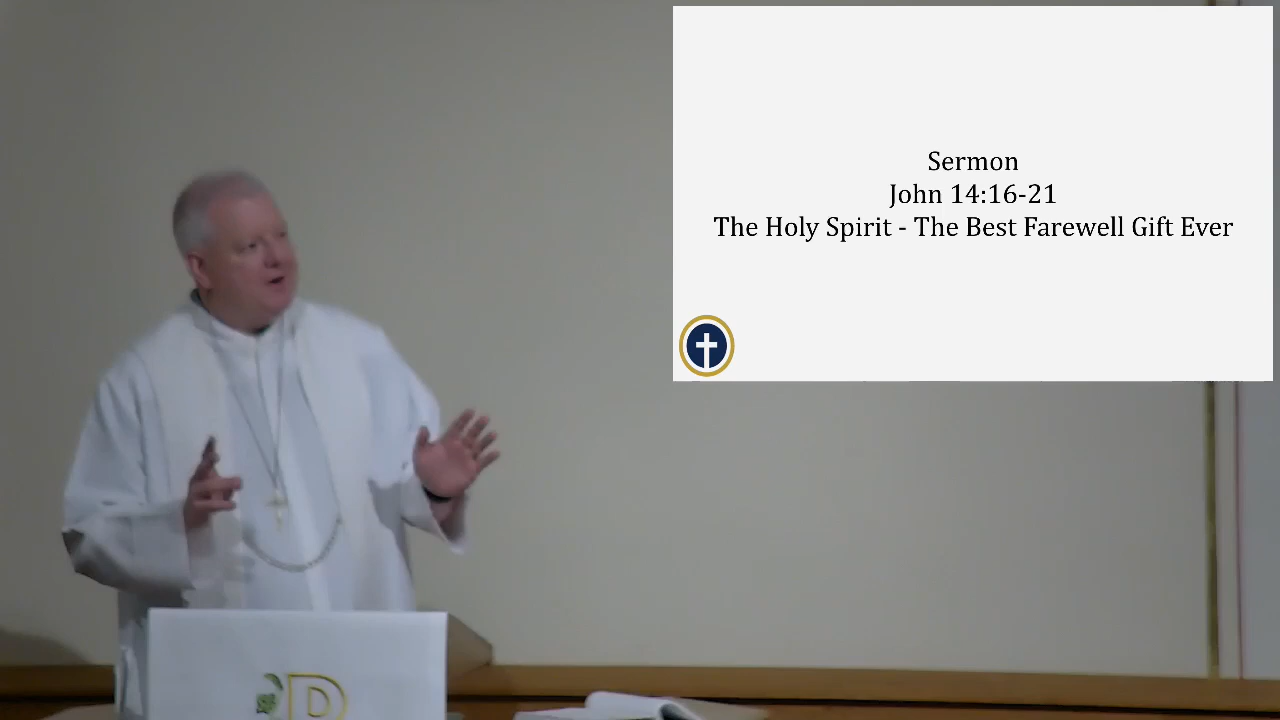 Sermon
John 14:16-21
The Holy Spirit - The Best Farewell Gift Ever
P